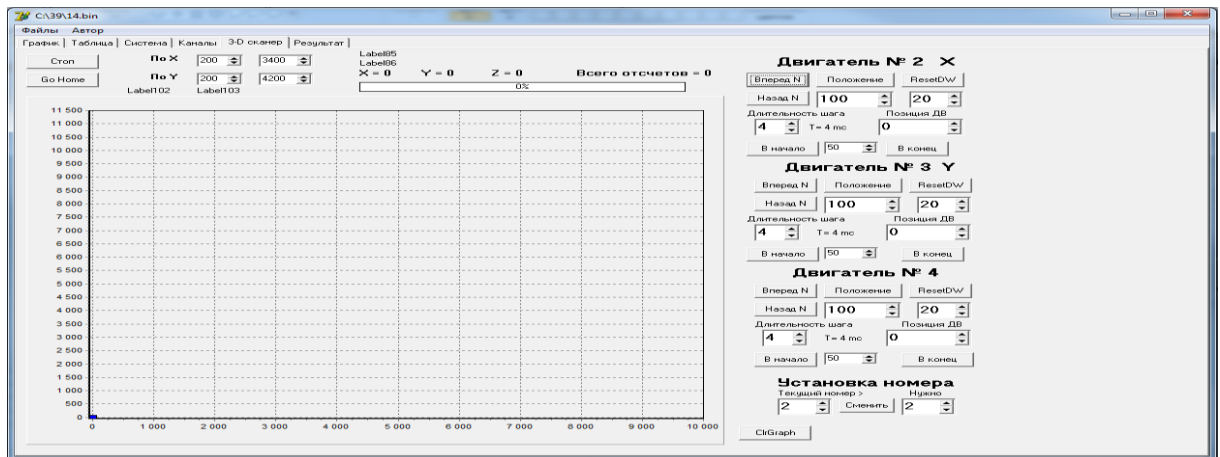 C:\39\14.bin
Файлы Автор
График Таблица Система Каналы 3-D сканер Результат
Стоп По X 200 3400 Label85
Label86
Go Home По Y 200 4200 X = 0 Y = 0 Z = 0 Всего отсчетов = 0
Label102 Label103 0%
11 500
11 000
10 500
10 000
9 500
9 000
8 500
8 000
7 500
7 000
6 500
6 000
5 500
5 000
4 500
4 000
3 500
3 000
2 500
2 000
1 500
1 000
500
0
0 1 000 2 000 3 000 4 000 5 000 6 000 7 000 8 000 9 000 10 000
Двигатель № 2 X
Вперед N Положение ResetDW
Назад N 100 20
Длительность шага Позиция ДВ
4 T= 4 mc 0
В начало 50 В конец
Двигатель № 3 Y
Вперед N Положение ResetDW
Назад N 100 20
Длительность шага Позиция ДВ
4 T= 4 mc 0
В начало 50 В конец
Двигатель № 4
Вперед N Положение ResetDW
Назад N 100 20
Длительность шага Позиция ДВ
4 T= 4 mc 0
В начало 50 В конец
Установка номера
Текущий номер > Нужно
2 Сменить 2
ClrGraph